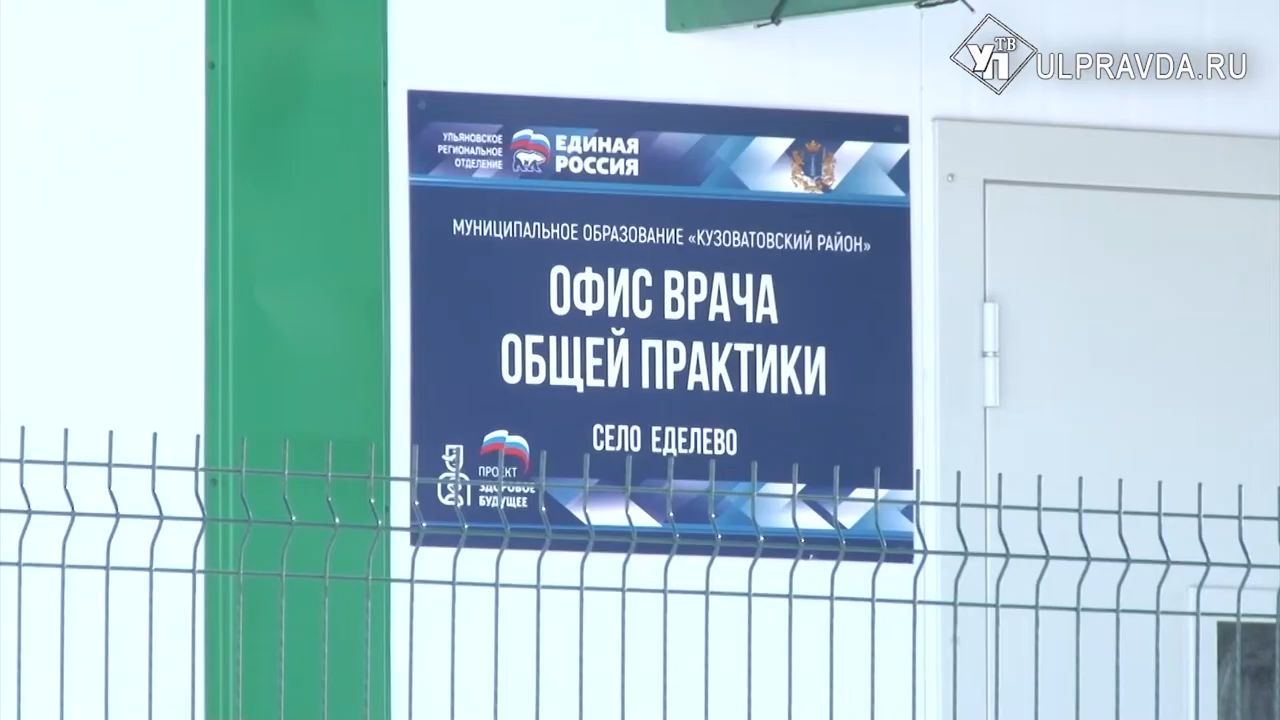 УП ТВ
ULPRAVDA.RU
УЛЬЯНОВСКОЕ
РЕГИОНАЛЬНОЕ
ОТДЕЛЕНИЕ
ЕДИНАЯ
РОССИЯ
МУНИЦИПАЛЬНОЕ ОБРАЗОВАНИЕ «КУЗОВАТОВСКИЙ РАЙОН»
ОФИС ВРАЧА
ОБЩЕЙ ПРАКТИКИ
СЕЛО ЕДЕЛЕВО
ПРОЕКТ
ЗДОРОВОЕ
БУДУЩЕЕ